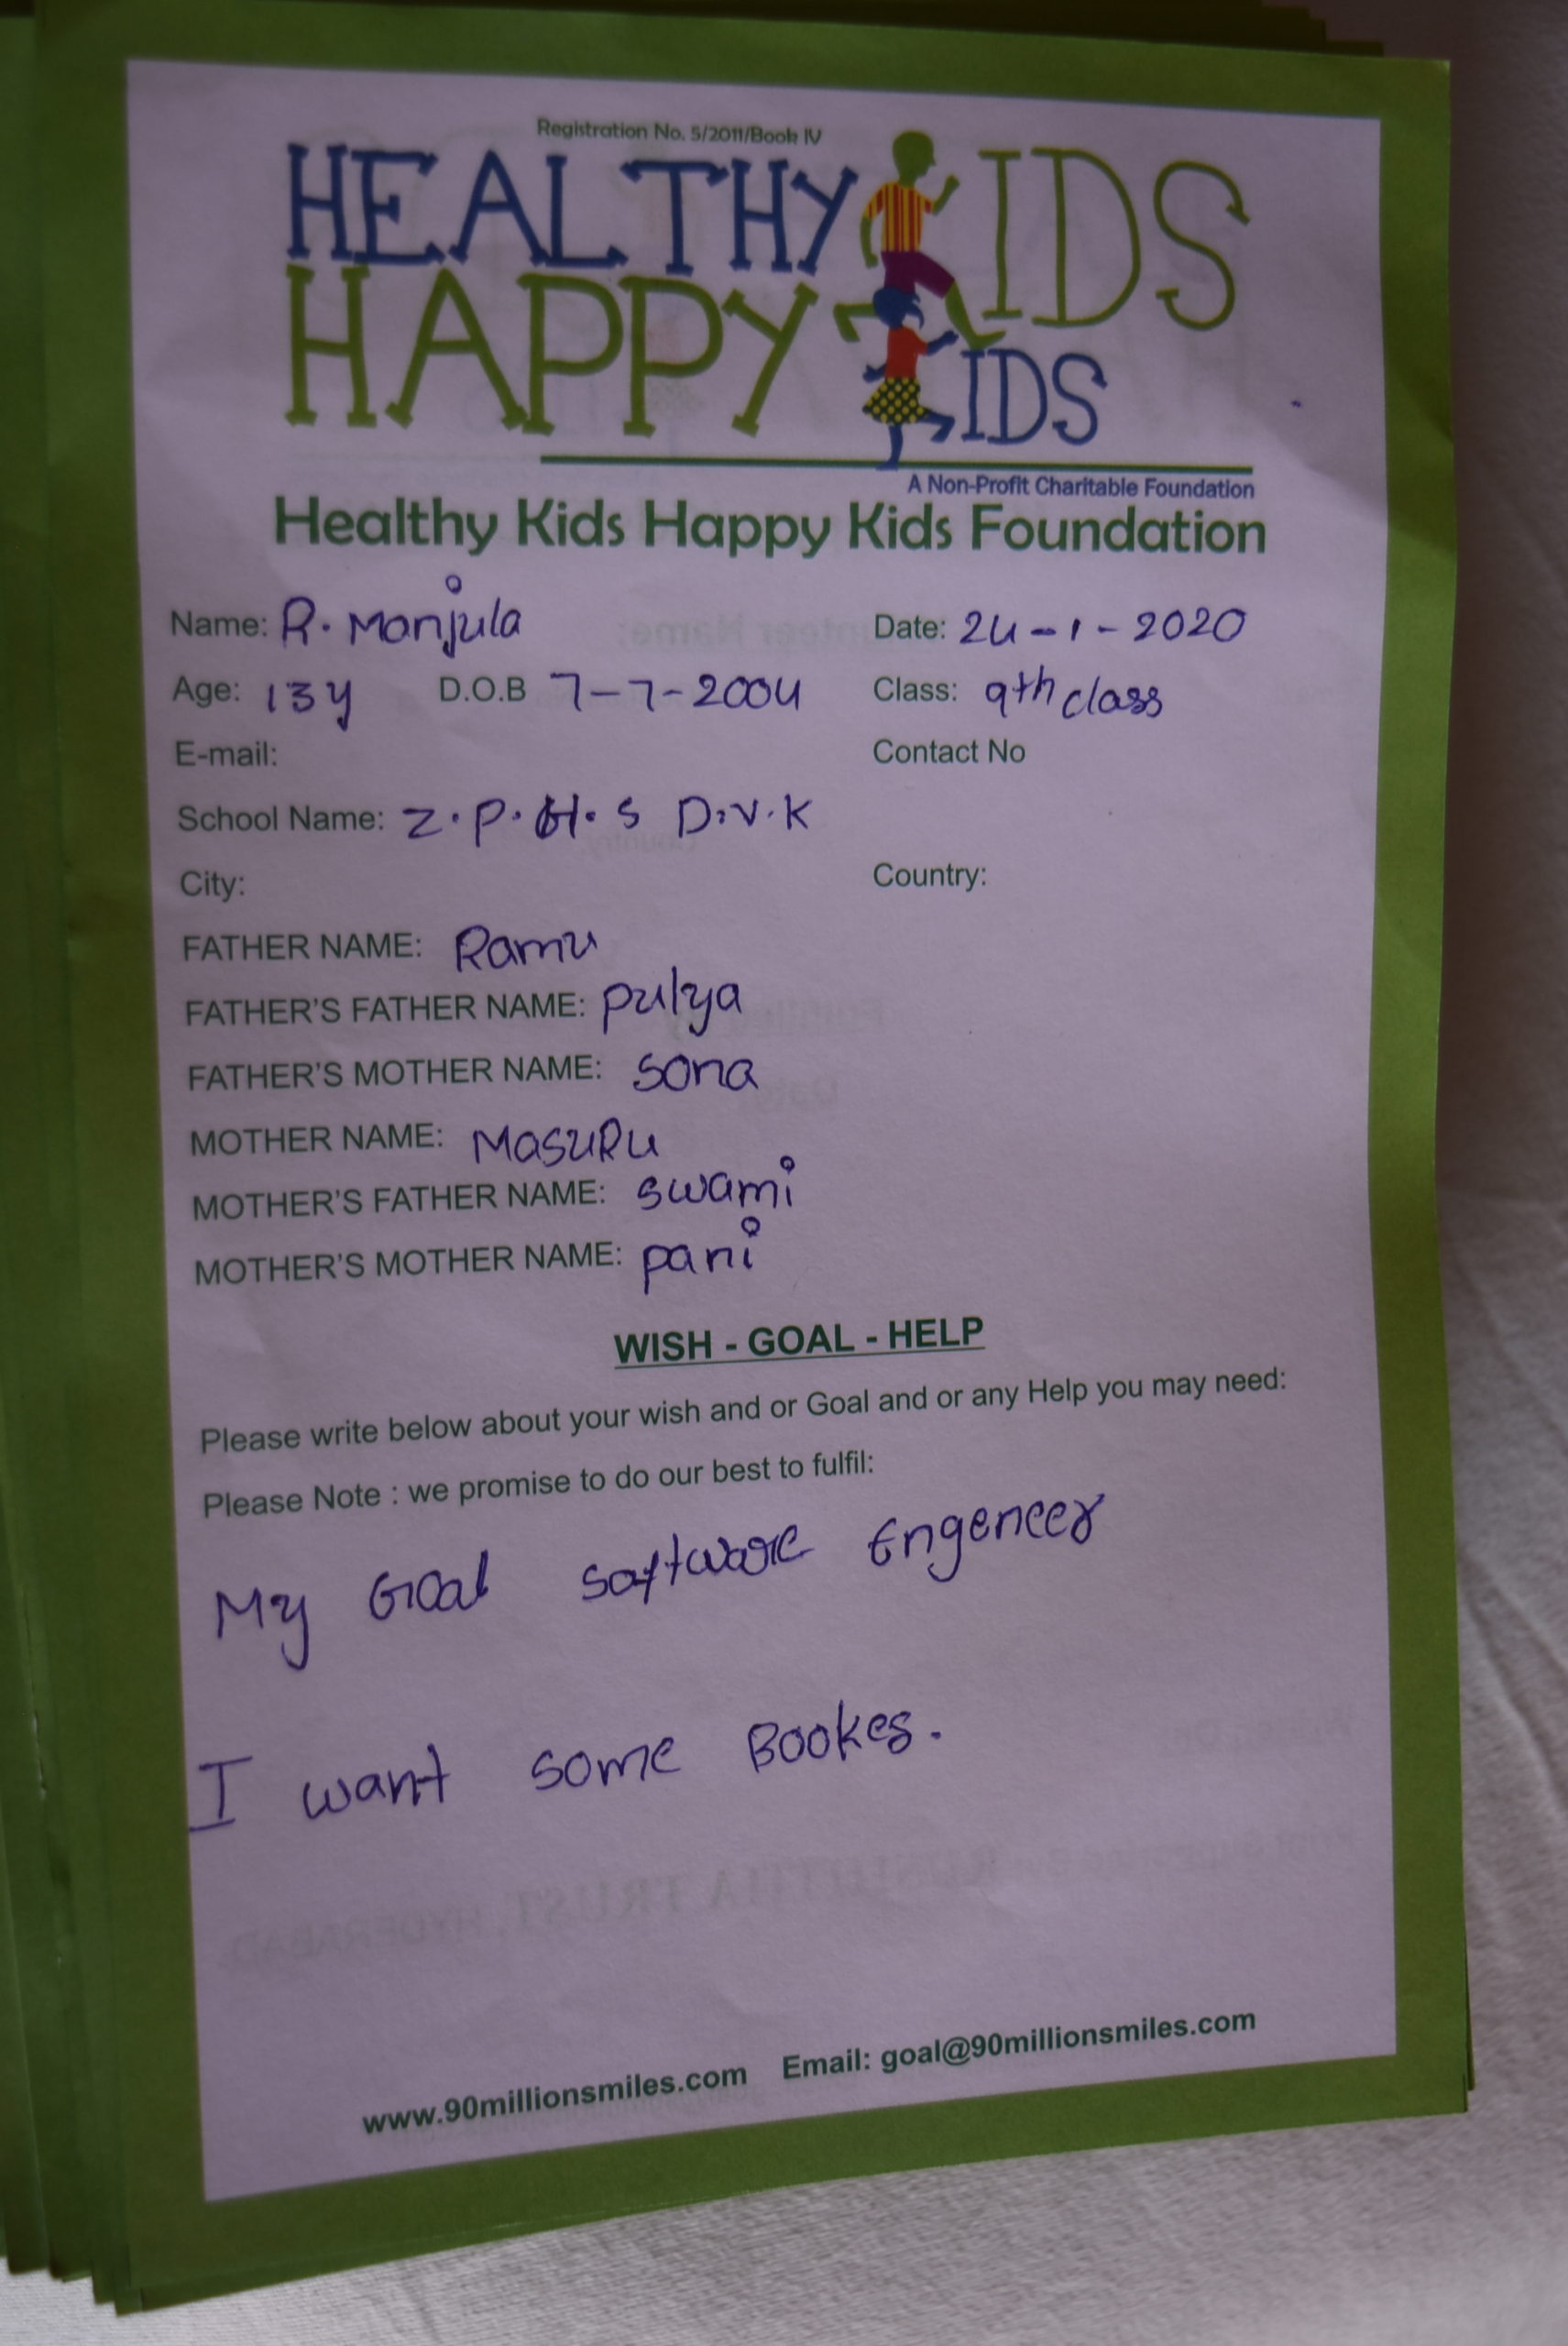 Registration No. 5/2011/Book IV
HEALTHY KIDS
HAPPY KIDS
A Non-Profit Charitable Foundation
Healthy Kids Happy Kids Foundation
Name: R. Manjula Date: 24-1-2020
Age: 13y D.O.B 7-7-2004 Class: 9th class
E-mail: Contact No
School Name: Z.P.H.S D.V.K
City: Country:
FATHER NAME: Ramu
FATHER'S FATHER NAME: pulya
FATHER'S MOTHER NAME: sona
MOTHER NAME: MasuRu
MOTHER'S FATHER NAME: swami
MOTHER'S MOTHER NAME: pani
WISH - GOAL - HELP
Please write below about your wish and or Goal and or any Help you may need:
Please Note : we promise to do our best to fulfil:
My Goal software Engeneer
I want some Bookes.
www.90millionsmiles.com Email: goal@90millionsmiles.com